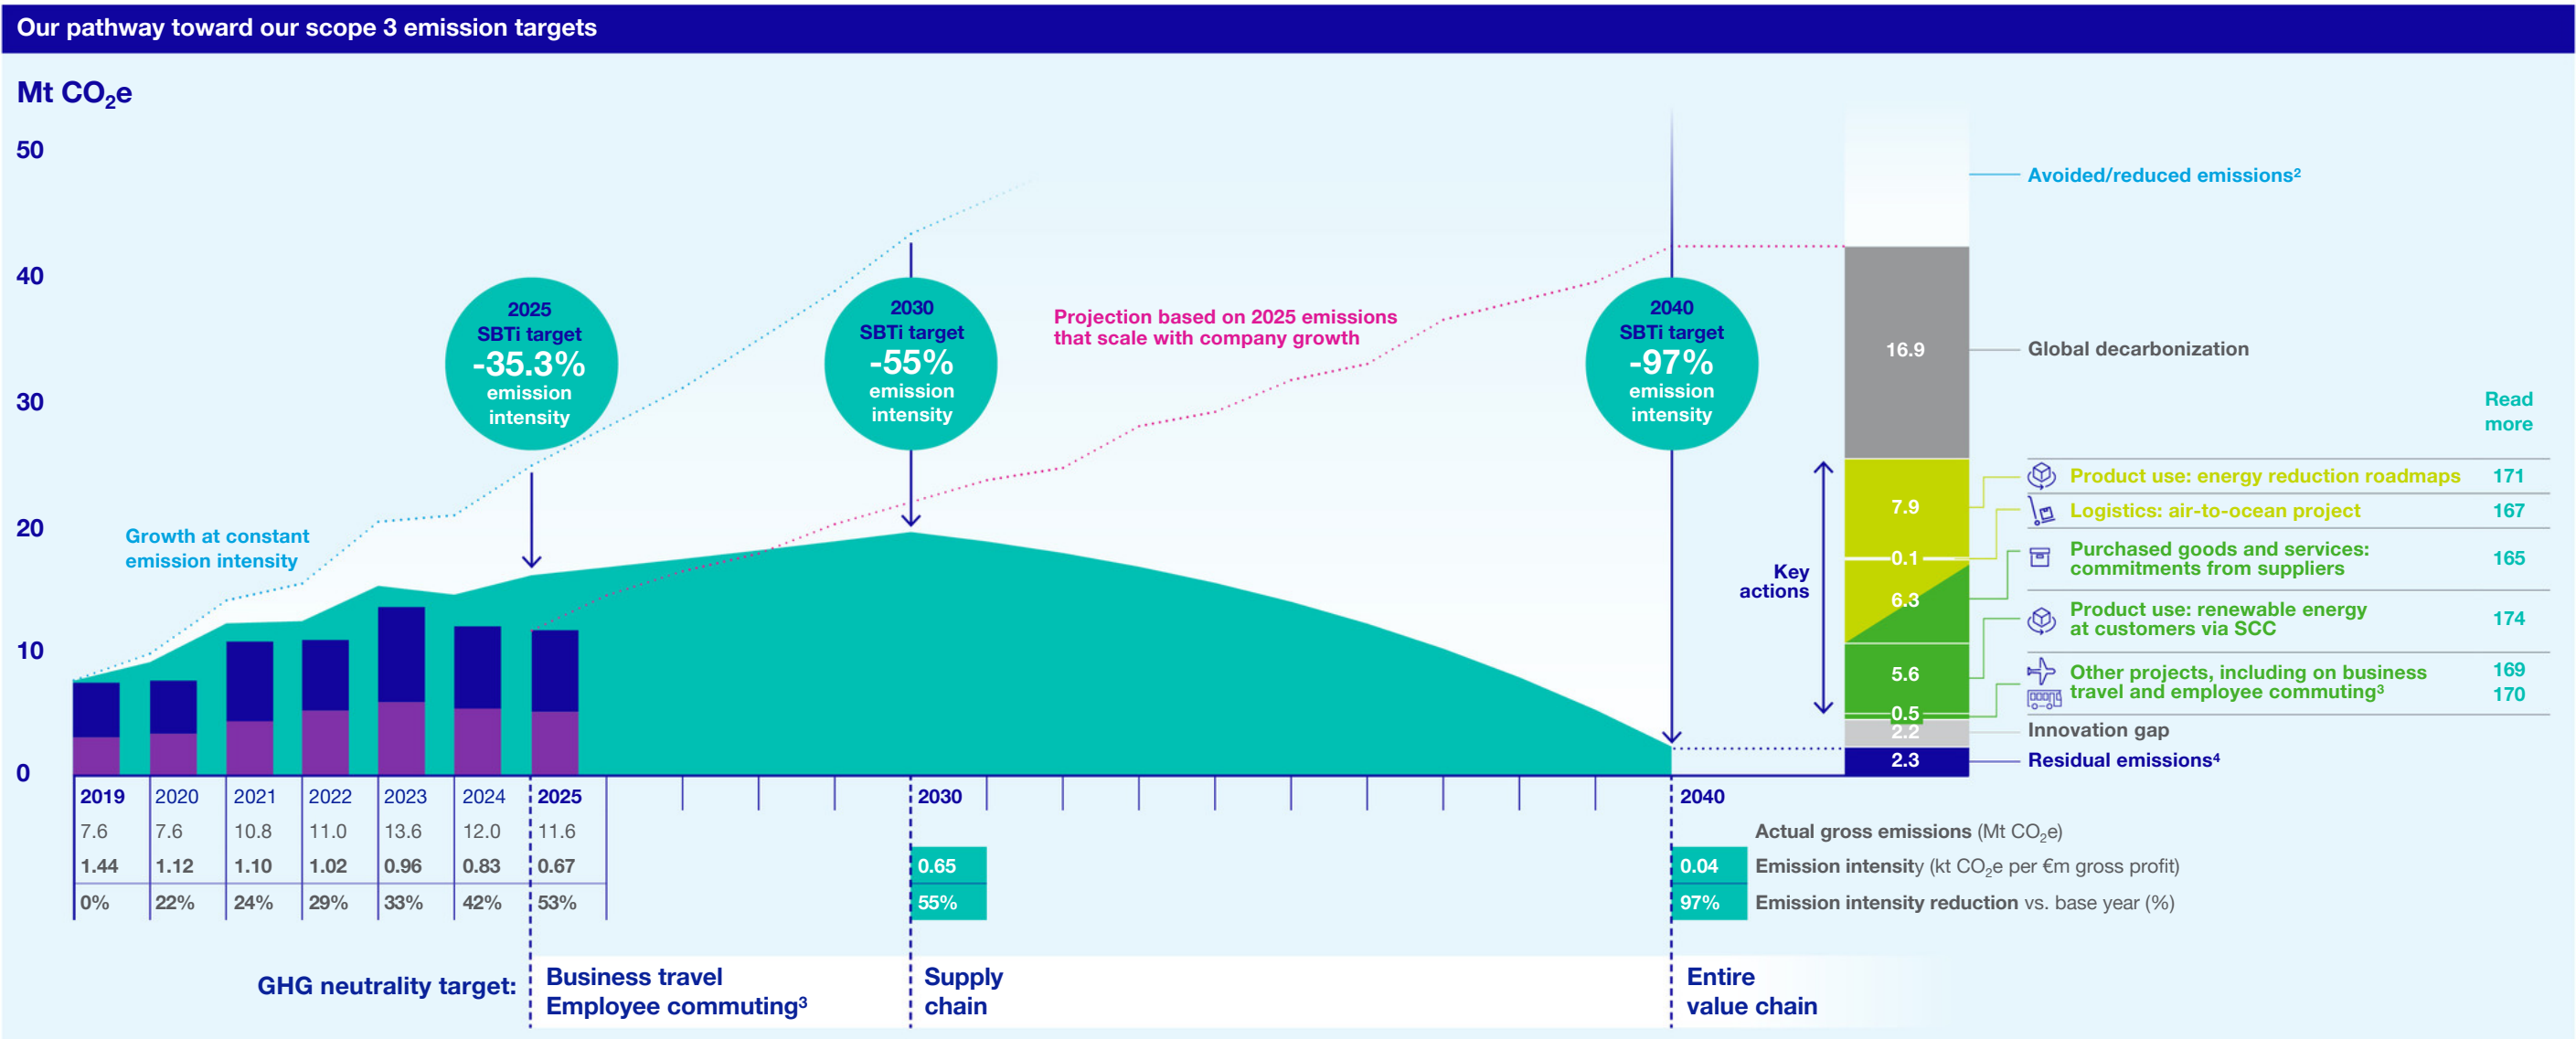 Our pathway toward our scope 3 emission targets
Mt CO₂e
50
40
30
20
10
0
Growth at constant
emission intensity
2025
SBTi target
-35.3%
emission
intensity
2030
SBTi target
-55%
emission
intensity
Projection based on 2025 emissions
that scale with company growth
2040
SBTi target
-97%
emission
intensity
Key
actions
16.9
7.9
0.1
6.3
5.6
0.5
2.2
2.3
Avoided/reduced emissions²
Global decarbonization
Read
more
Product use: energy reduction roadmaps 171
Logistics: air-to-ocean project 167
Purchased goods and services:
commitments from suppliers 165
Product use: renewable energy
at customers via SCC 174
Other projects, including on business 169
travel and employee commuting³ 170
Innovation gap
Residual emissions⁴
2019 2020 2021 2022 2023 2024 2025 2030 2040
7.6 7.6 10.8 11.0 13.6 12.0 11.6 Actual gross emissions (Mt CO₂e)
1.44 1.12 1.10 1.02 0.96 0.83 0.67 0.65 0.04 Emission intensity (kt CO₂e per €m gross profit)
0% 22% 24% 29% 33% 42% 53% 55% 97% Emission intensity reduction vs. base year (%)
GHG neutrality target:
Business travel
Employee commuting³
Supply
chain
Entire
value chain